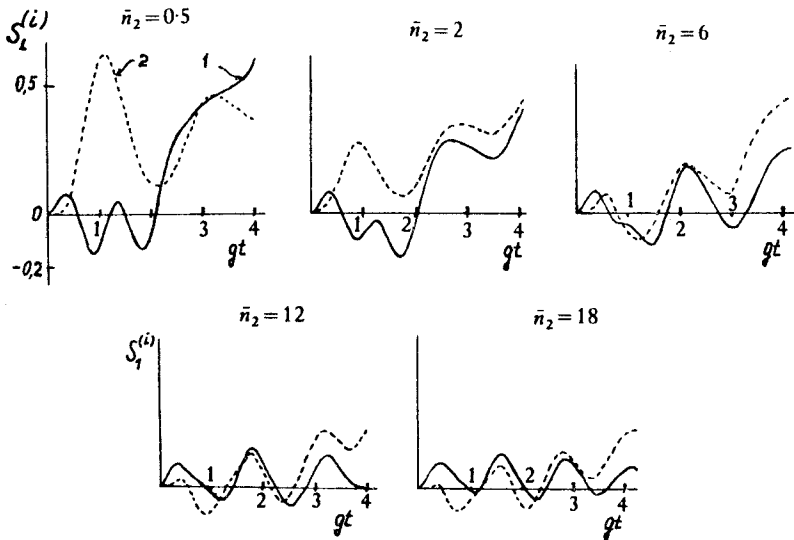 S₁⁽ⁱ⁾
n̄₂ = 0·5
n̄₂ = 2
n̄₂ = 6
2
1
0,5
0
-0,2
1
3
4
gt
1
2
3
4
gt
1
2
3
4
gt
n̄₂ = 12
n̄₂ = 18
S₁⁽ⁱ⁾
1
2
3
4
gt
1
2
3
4
gt